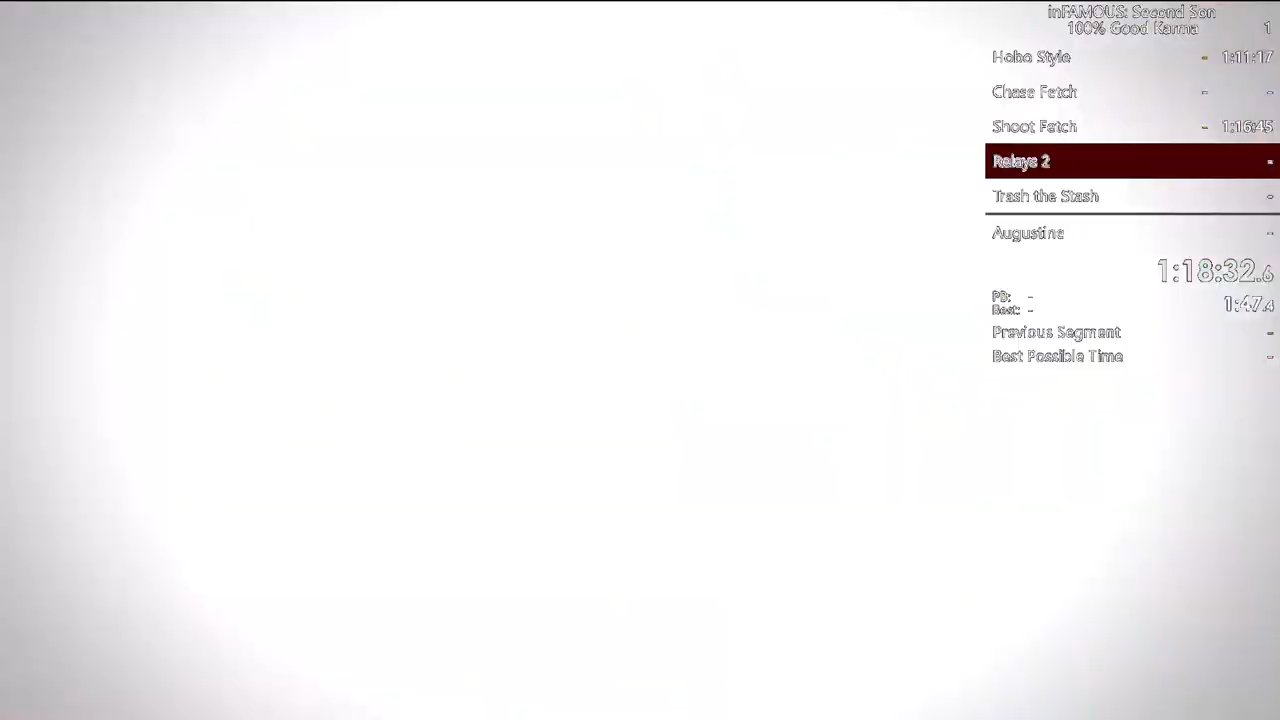 inFAMOUS: Second Son
100% Good Karma 1
Hobo Style - 1:11:17
Chase Fetch - -
Shoot Fetch - 1:16:45
Relays 2 -
Trash the Stash -
Augustine -
1:18:32.6
PB: - 1:47.4
Best: -
Previous Segment -
Best Possible Time -